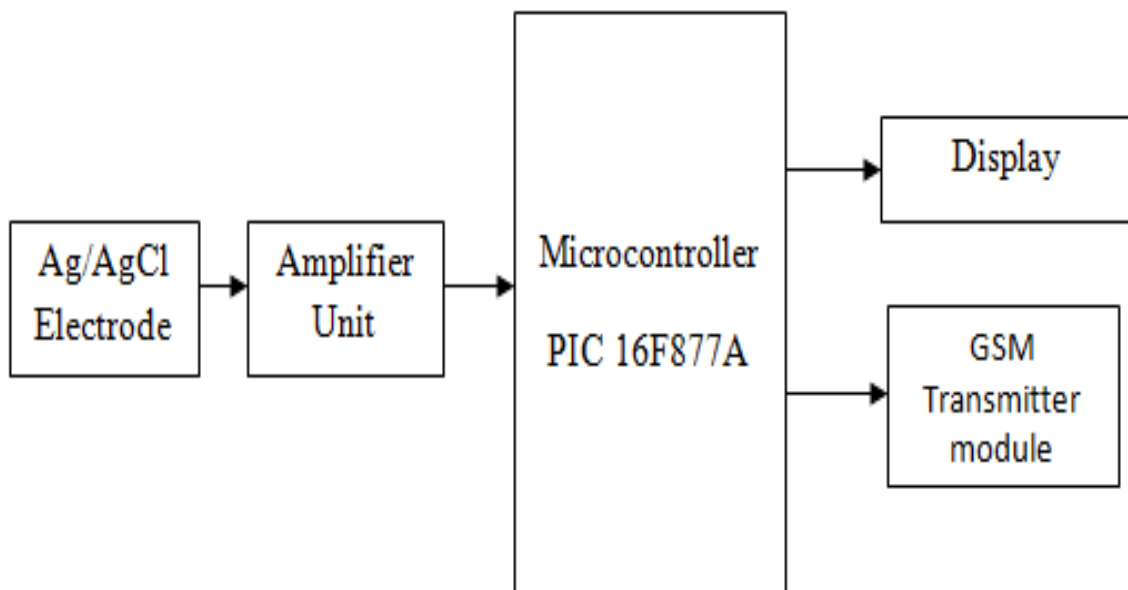 Ag/AgCl
Electrode
Amplifier
Unit
Microcontroller
PIC 16F877A
Display
GSM
Transmitter
module